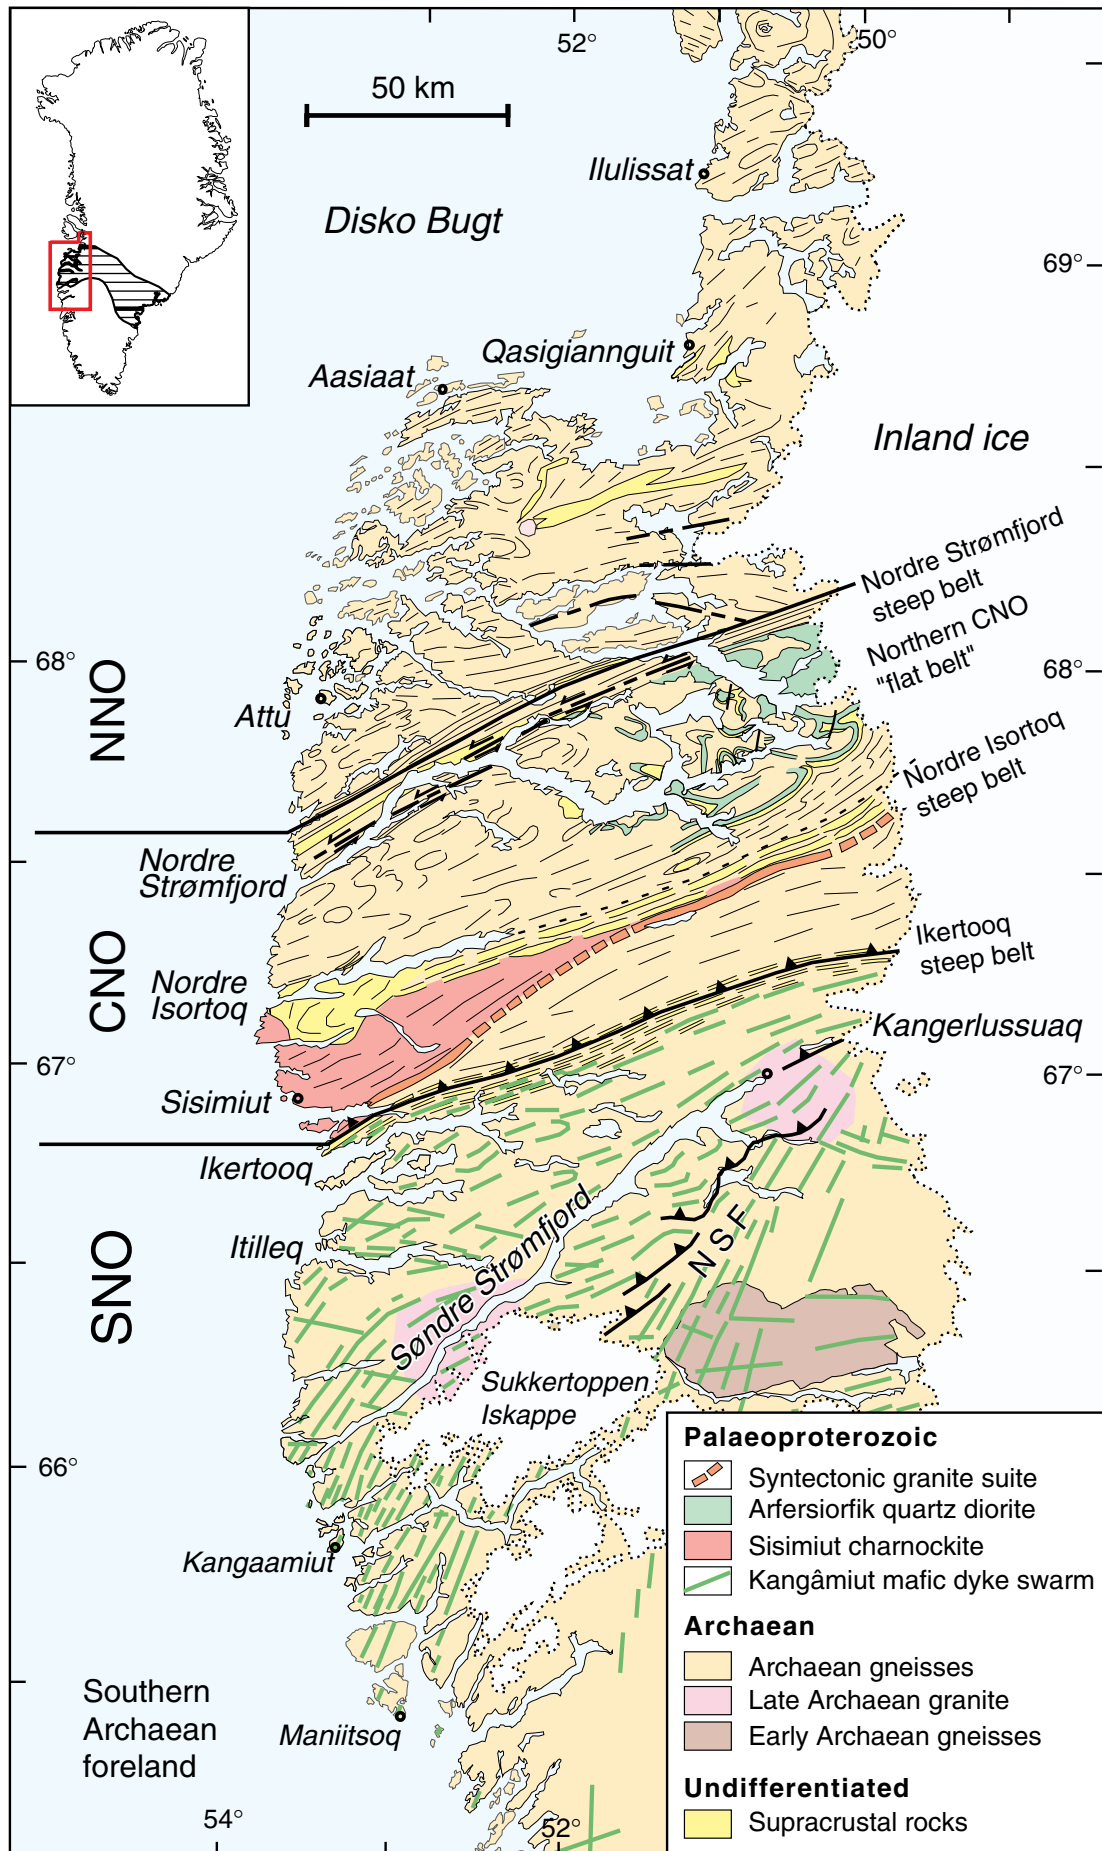 52°
50°
50 km
Ilulissat
Disko Bugt
69°
Qasigiannguit
Aasiaat
Inland ice
Nordre Strømfjord
steep belt
Northern CNO
"flat belt"
68°
68°
NNO
Attu
Nordre Isortoq
steep belt
Nordre
Strømfjord
CNO
Ikertooq
steep belt
Nordre
Isortoq
Kangerlussuaq
67°
67°
Sisimiut
Ikertooq
Itilleq
Søndre Strømfjord
N S F
SNO
Sukkertoppen
Iskappe
66°
Kangaamiut
Southern
Archaean
foreland
Maniitsoq
54°
52°
Palaeoproterozoic
Syntectonic granite suite
Arfersiorfik quartz diorite
Sisimiut charnockite
Kangâmiut mafic dyke swarm
Archaean
Archaean gneisses
Late Archaean granite
Early Archaean gneisses
Undifferentiated
Supracrustal rocks